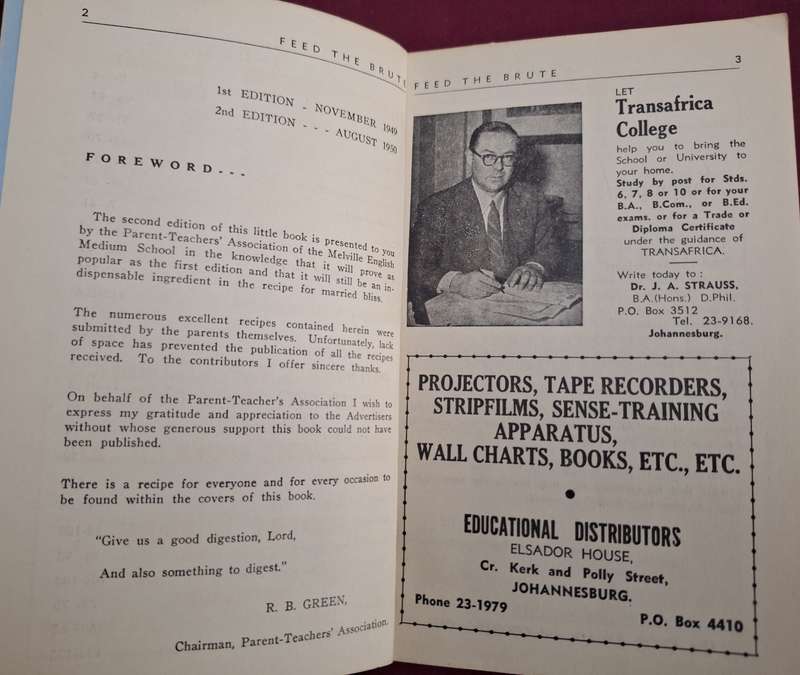 2
FEED THE BRUTE
1st EDITION - NOVEMBER 1949
2nd EDITION - - - AUGUST 1950
FOREWORD...
The second edition of this little book is presented to you
by the Parent-Teachers' Association of the Melville English
Medium School in the knowledge that it will prove as
popular as the first edition and that it will still be an in-
dispensable ingredient in the recipe for married bliss.
The numerous excellent recipes contained herein were
submitted by the parents themselves. Unfortunately, lack
of space has prevented the publication of all the recipes
received. To the contributors I offer sincere thanks.
On behalf of the Parent-Teacher's Association I wish to
express my gratitude and appreciation to the Advertisers
without whose generous support this book could not have
been published.
There is a recipe for everyone and for every occasion to
be found within the covers of this book.
"Give us a good digestion, Lord,
And also something to digest."
R. B. GREEN,
Chairman, Parent-Teachers' Association.
FEED THE BRUTE
3
LET
Transafrica
College
help you to bring the
School or University to
your home.
Study by post for Stds.
6, 7, 8 or 10 or for your
B.A., B.Com., or B.Ed.
exams. or for a Trade or
Diploma Certificate
under the guidance of
TRANSAFRICA.
Write today to :
Dr. J. A. STRAUSS,
B.A.(Hons.) D.Phil.
P.O. Box 3512
Tel. 23-9168.
Johannesburg.
PROJECTORS, TAPE RECORDERS,
STRIPFILMS, SENSE-TRAINING
APPARATUS,
WALL CHARTS, BOOKS, ETC., ETC.
EDUCATIONAL DISTRIBUTORS
ELSADOR HOUSE,
Cr. Kerk and Polly Street,
JOHANNESBURG.
Phone 23-1979
P.O. Box 4410